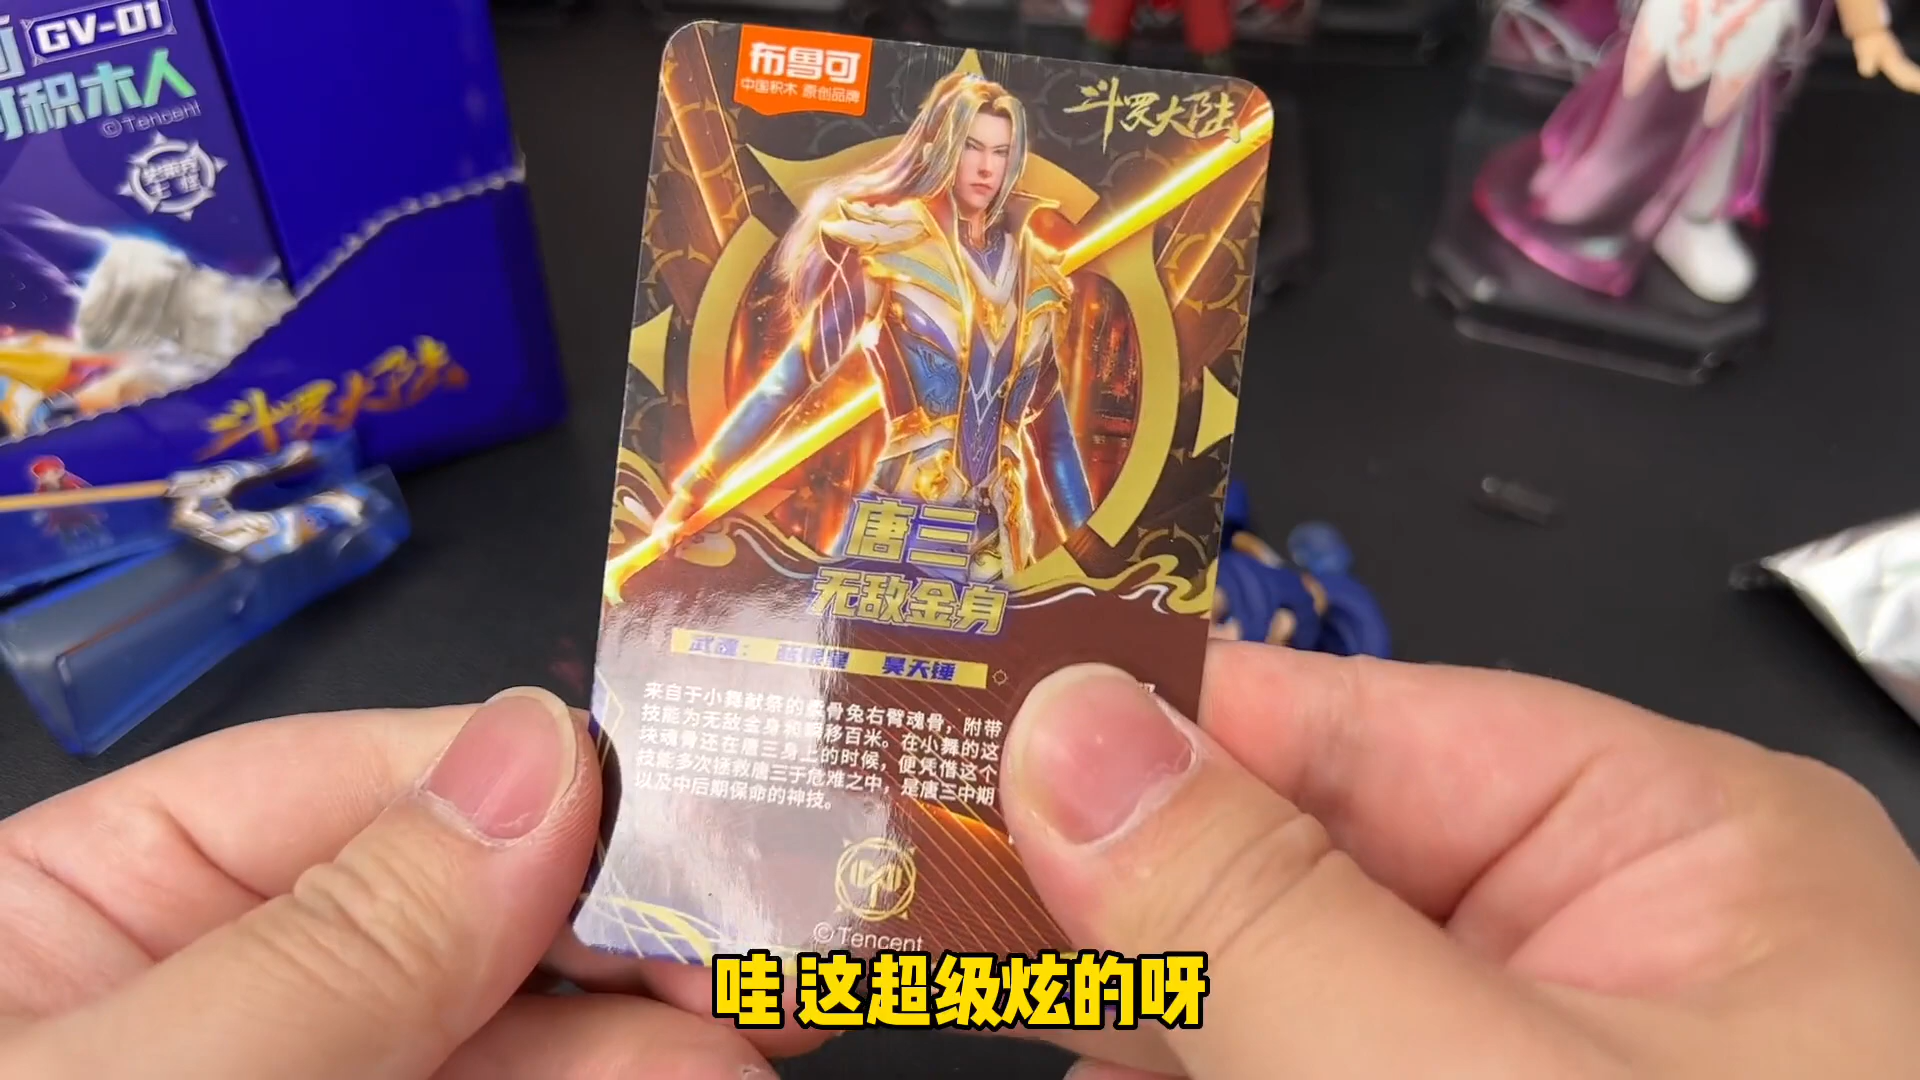 GV-01
可积木人
©Tencent
斗罗大陆
布鲁可
中国积木 原创品牌
斗罗大陆
唐三
无敌金身
武魂： 蓝银皇 昊天锤
来自于小舞献祭的柔骨兔右臂魂骨，附带
技能为无敌金身和瞬移百米。在小舞的这
块魂骨还在唐三身上的时候，便凭借这个
技能多次拯救唐三于危难之中，是唐三中期
以及中后期保命的神技。
©Tencent
哇 这超级炫的呀